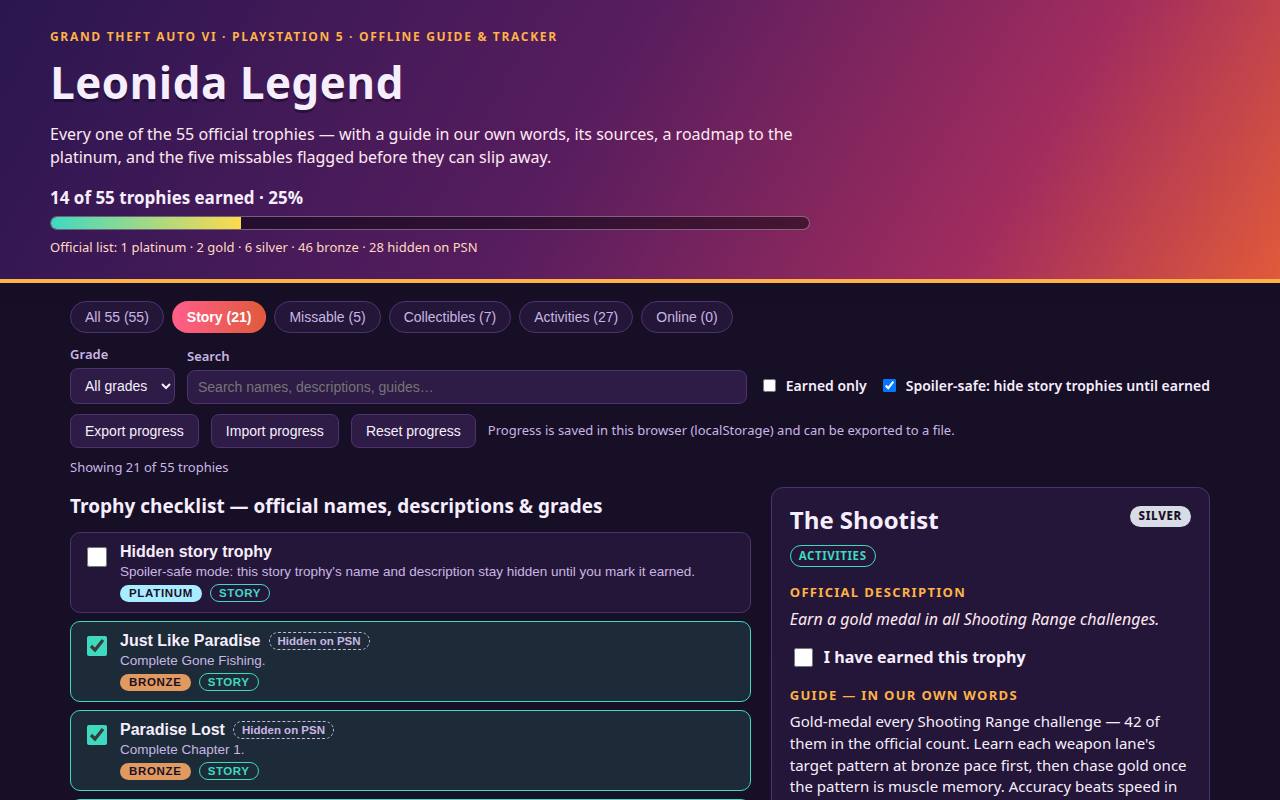 GRAND THEFT AUTO VI · PLAYSTATION 5 · OFFLINE GUIDE & TRACKER
Leonida Legend
Every one of the 55 official trophies — with a guide in our own words, its sources, a roadmap to the
platinum, and the five missables flagged before they can slip away.
14 of 55 trophies earned · 25%
Official list: 1 platinum · 2 gold · 6 silver · 46 bronze · 28 hidden on PSN
All 55 (55)
Story (21)
Missable (5)
Collectibles (7)
Activities (27)
Online (0)
Grade
Search
All grades
Search names, descriptions, guides…
Earned only
Spoiler-safe: hide story trophies until earned
Export progress
Import progress
Reset progress
Progress is saved in this browser (localStorage) and can be exported to a file.
Showing 21 of 55 trophies
Trophy checklist — official names, descriptions & grades
Hidden story trophy
Spoiler-safe mode: this story trophy's name and description stay hidden until you mark it earned.
PLATINUM
STORY
Just Like Paradise
Hidden on PSN
Complete Gone Fishing.
BRONZE
STORY
Paradise Lost
Hidden on PSN
Complete Chapter 1.
BRONZE
STORY
The Shootist
SILVER
ACTIVITIES
OFFICIAL DESCRIPTION
Earn a gold medal in all Shooting Range challenges.
I have earned this trophy
GUIDE — IN OUR OWN WORDS
Gold-medal every Shooting Range challenge — 42 of
them in the official count. Learn each weapon lane's
target pattern at bronze pace first, then chase gold once
the pattern is muscle memory. Accuracy beats speed in